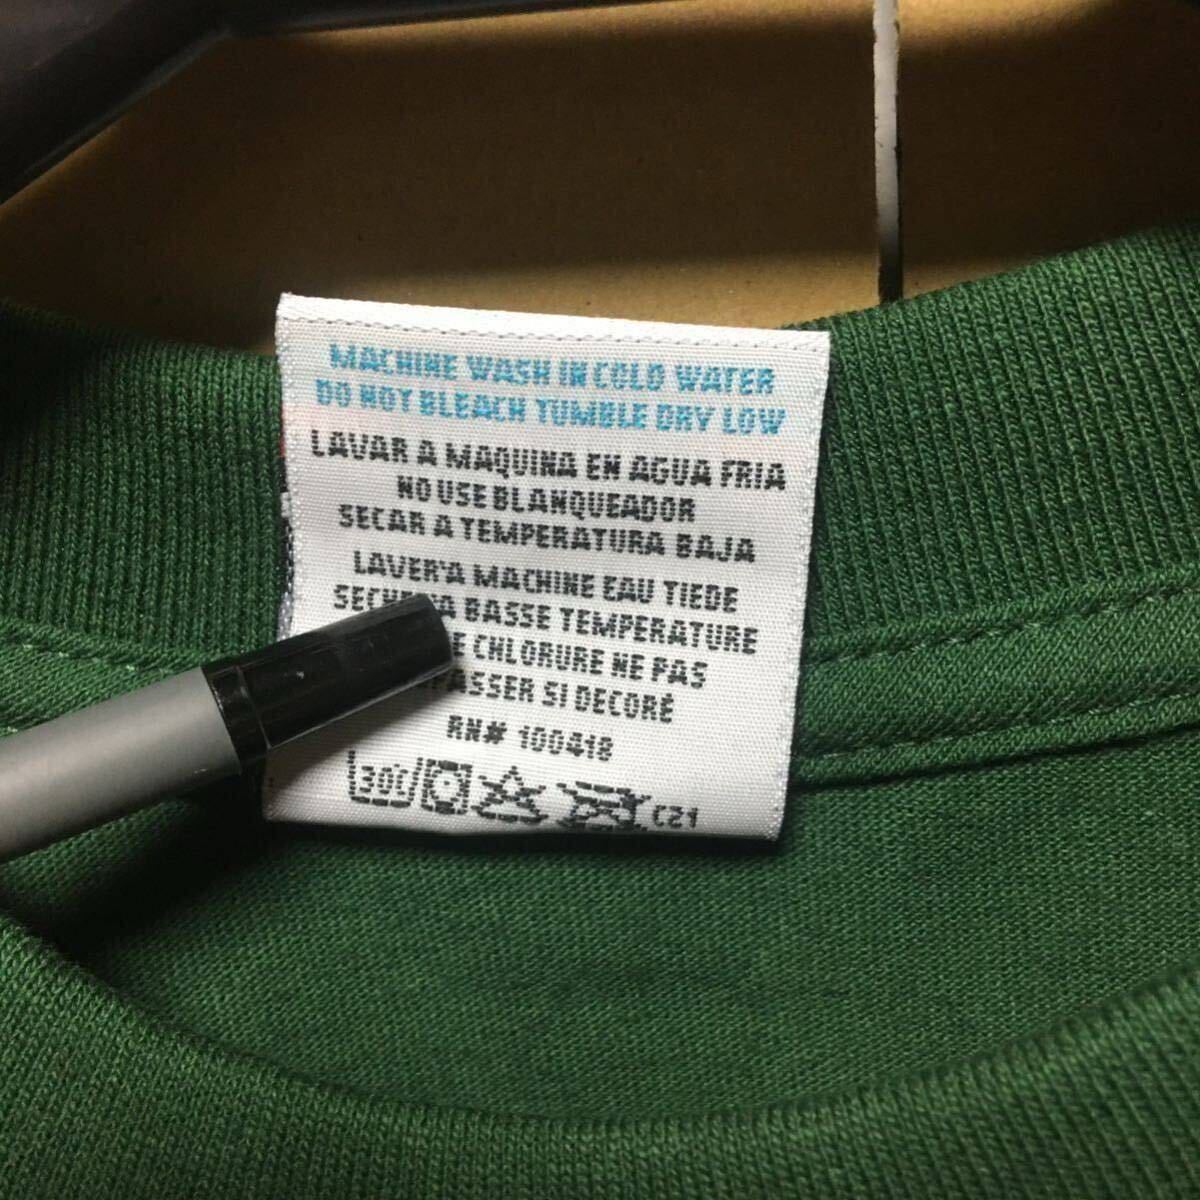 MACHINE WASH IN COLD WATER
DO NOT BLEACH TUMBLE DRY LOW
LAVAR A MAQUINA EN AGUA FRIA
NO USE BLANQUEADOR
SECAR A TEMPERATURA BAJA
LAVER'A MACHINE EAU TIEDE
BASSE TEMPERATURE
CHLORURE NE PAS
SI DECORÉ
RN# 100418
30C C21